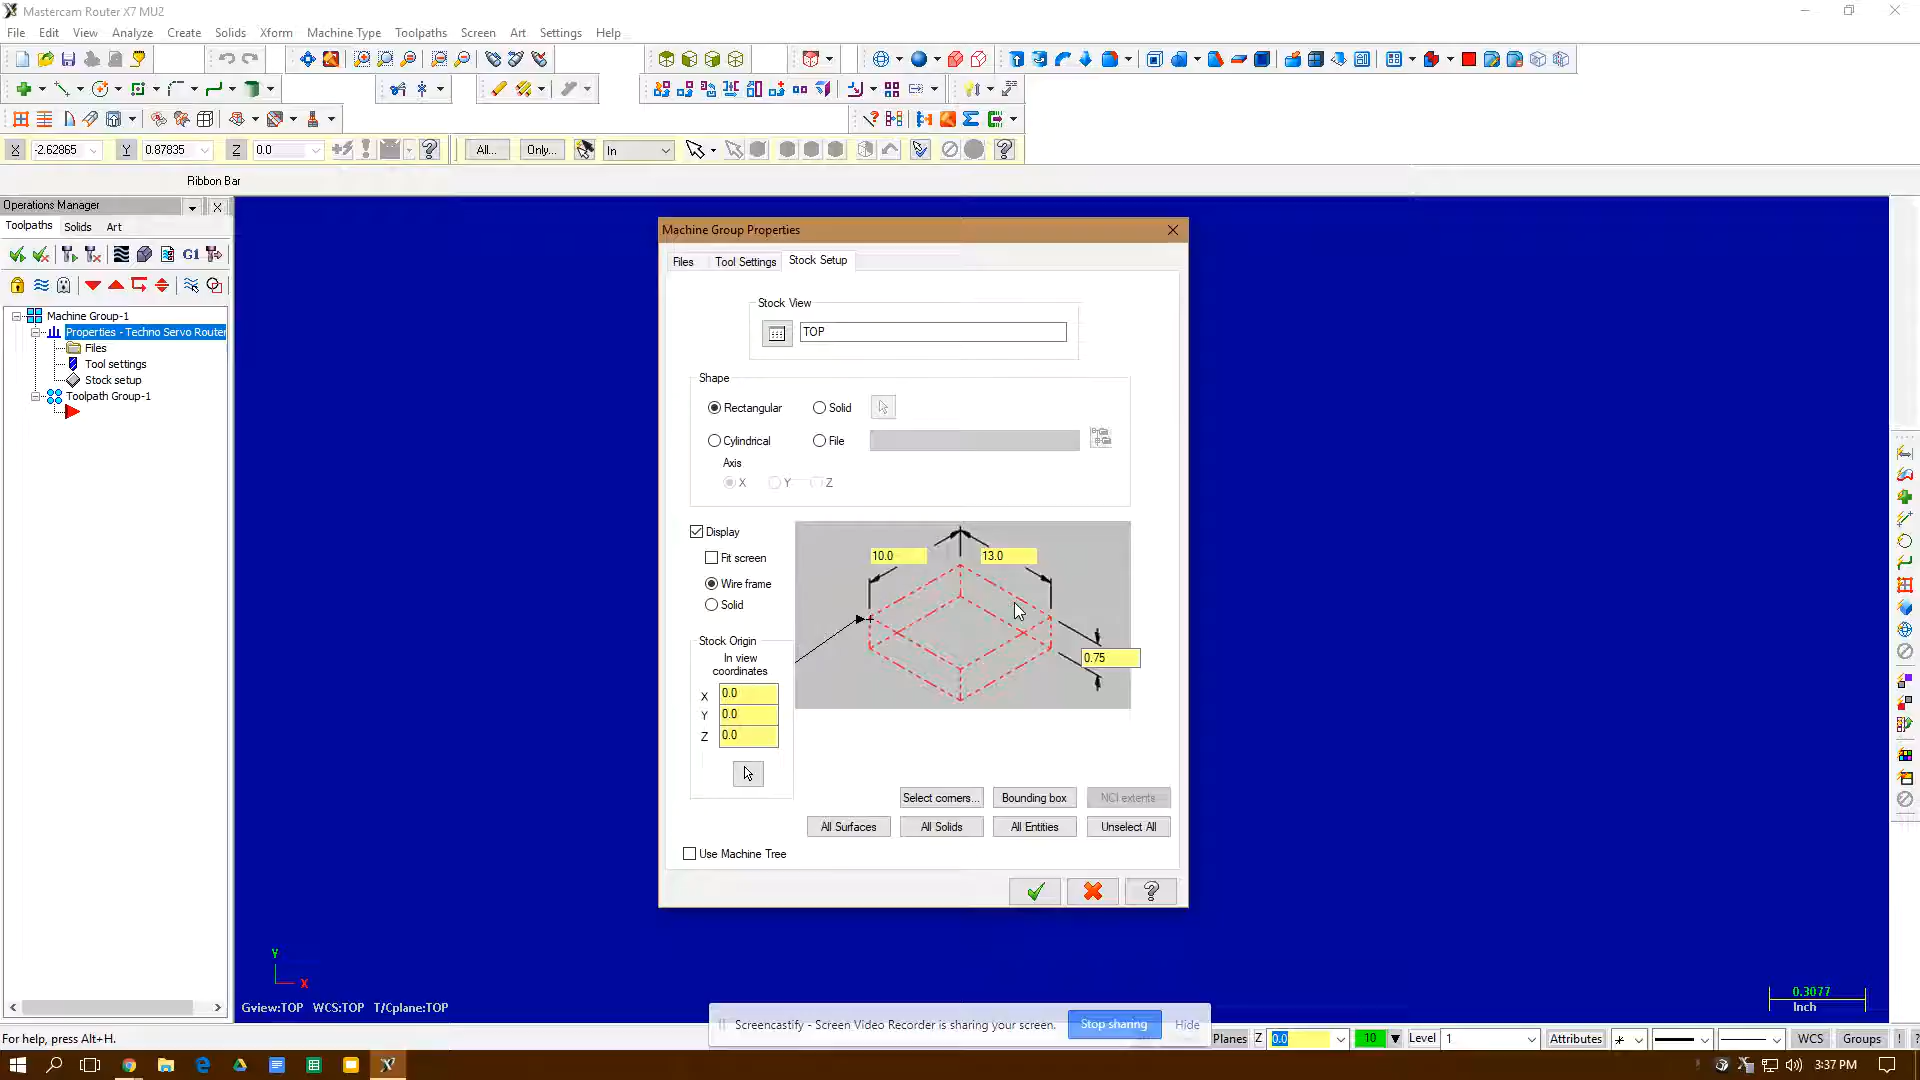 Mastercam Router X7 MU2
File Edit View Analyze Create Solids Xform Machine Type Toolpaths Screen Art Settings Help
X -2.62865 Y 0.87835 Z 0.0 All... Only... In
Ribbon Bar
Operations Manager
Toolpaths Solids Art
G1
Machine Group-1
Properties - Techno Servo Router
Files
Tool settings
Stock setup
Toolpath Group-1
Machine Group Properties
Files Tool Settings Stock Setup
Stock View
TOP
Shape
Rectangular Solid
Cylindrical File
Axis
X Y Z
Display
Fit screen
Wire frame
Solid
10.0 13.0
0.75
Stock Origin
In view
coordinates
X 0.0
Y 0.0
Z 0.0
Select corners... Bounding box NCI extents
All Surfaces All Solids All Entities Unselect All
Use Machine Tree
Y
X
Gview:TOP WCS:TOP T/Cplane:TOP
0.3077
Inch
Screencastify - Screen Video Recorder is sharing your screen. Stop sharing Hide
For help, press Alt+H.
Planes Z 0.0 10 Level 1 Attributes WCS Groups ! ?
3:37 PM